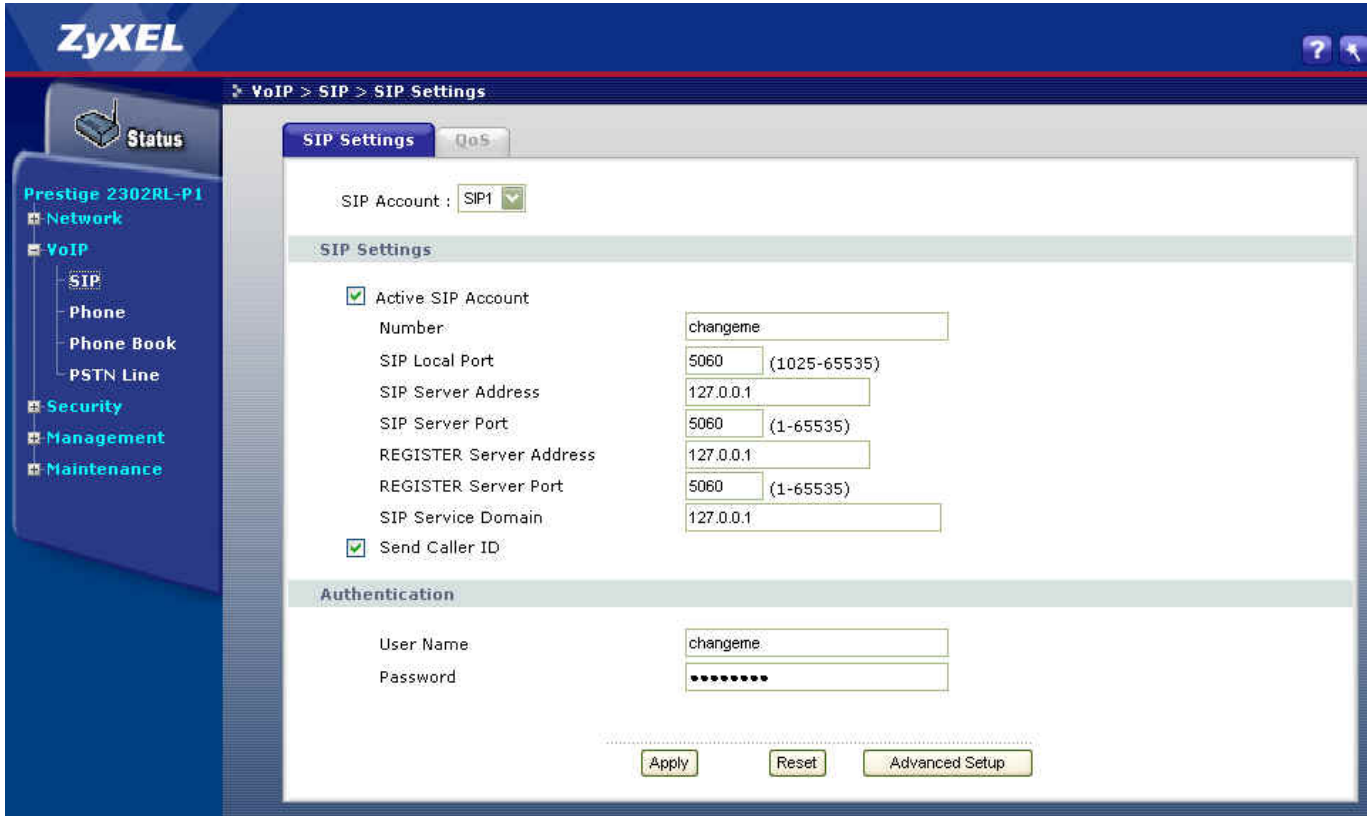 ZyXEL
?
VoIP > SIP > SIP Settings
Status
Prestige 2302RL-P1
Network
VoIP
SIP
Phone
Phone Book
PSTN Line
Security
Management
Maintenance
SIP Settings QoS
SIP Account : SIP1
SIP Settings
Active SIP Account
Number changeme
SIP Local Port 5060 (1025-65535)
SIP Server Address 127.0.0.1
SIP Server Port 5060 (1-65535)
REGISTER Server Address 127.0.0.1
REGISTER Server Port 5060 (1-65535)
SIP Service Domain 127.0.0.1
Send Caller ID
Authentication
User Name changeme
Password ••••••••
Apply Reset Advanced Setup